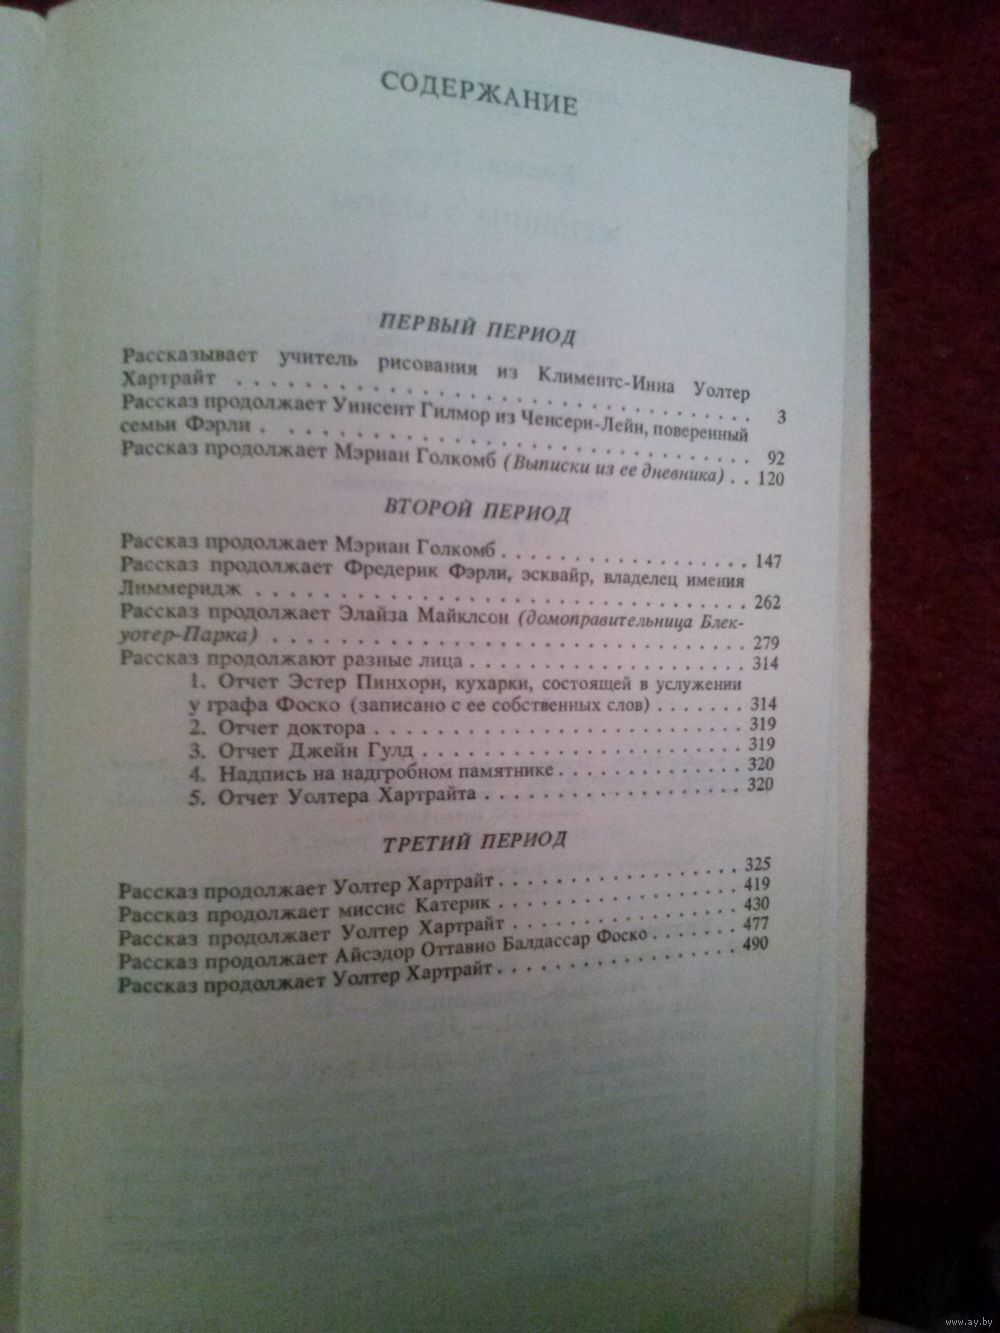 СОДЕРЖАНИЕ
ПЕРВЫЙ ПЕРИОД
Рассказывает учитель рисования из Климентс-Инна Уолтер
Хартрайт . . . . . . . . . . . . . . . . . . . . . . . . . . . . . . 3
Рассказ продолжает Уинсент Гилмор из Ченсери-Лейн, поверенный
семьи Фэрли . . . . . . . . . . . . . . . . . . . . . . . . . . . . 92
Рассказ продолжает Мэриан Голкомб (Выписки из ее дневника) . . 120
ВТОРОЙ ПЕРИОД
Рассказ продолжает Мэриан Голкомб . . . . . . . . . . . . . . . 147
Рассказ продолжает Фредерик Фэрли, эсквайр, владелец имения
Лиммеридж . . . . . . . . . . . . . . . . . . . . . . . . . . . . . 262
Рассказ продолжает Элайза Майклсон (домоправительница Блек-
уотер-Парка) . . . . . . . . . . . . . . . . . . . . . . . . . . . . 279
Рассказ продолжают разные лица . . . . . . . . . . . . . . . . . 314
1. Отчет Эстер Пинхорн, кухарки, состоящей в услужении
у графа Фоско (записано с ее собственных слов) . . . . . . . 314
2. Отчет доктора . . . . . . . . . . . . . . . . . . . . . . . 319
3. Отчет Джейн Гулд . . . . . . . . . . . . . . . . . . . . 319
4. Надпись на надгробном памятнике . . . . . . . . . . . 320
5. Отчет Уолтера Хартрайта . . . . . . . . . . . . . . . . 320
ТРЕТИЙ ПЕРИОД
Рассказ продолжает Уолтер Хартрайт . . . . . . . . . . . . . . . 325
Рассказ продолжает миссис Катерик . . . . . . . . . . . . . . . 419
Рассказ продолжает Уолтер Хартрайт . . . . . . . . . . . . . . 430
Рассказ продолжает Айсэдор Оттавио Балдассар Фоско . . . . . . 477
Рассказ продолжает Уолтер Хартрайт . . . . . . . . . . . . . . . 490
www.ay.by